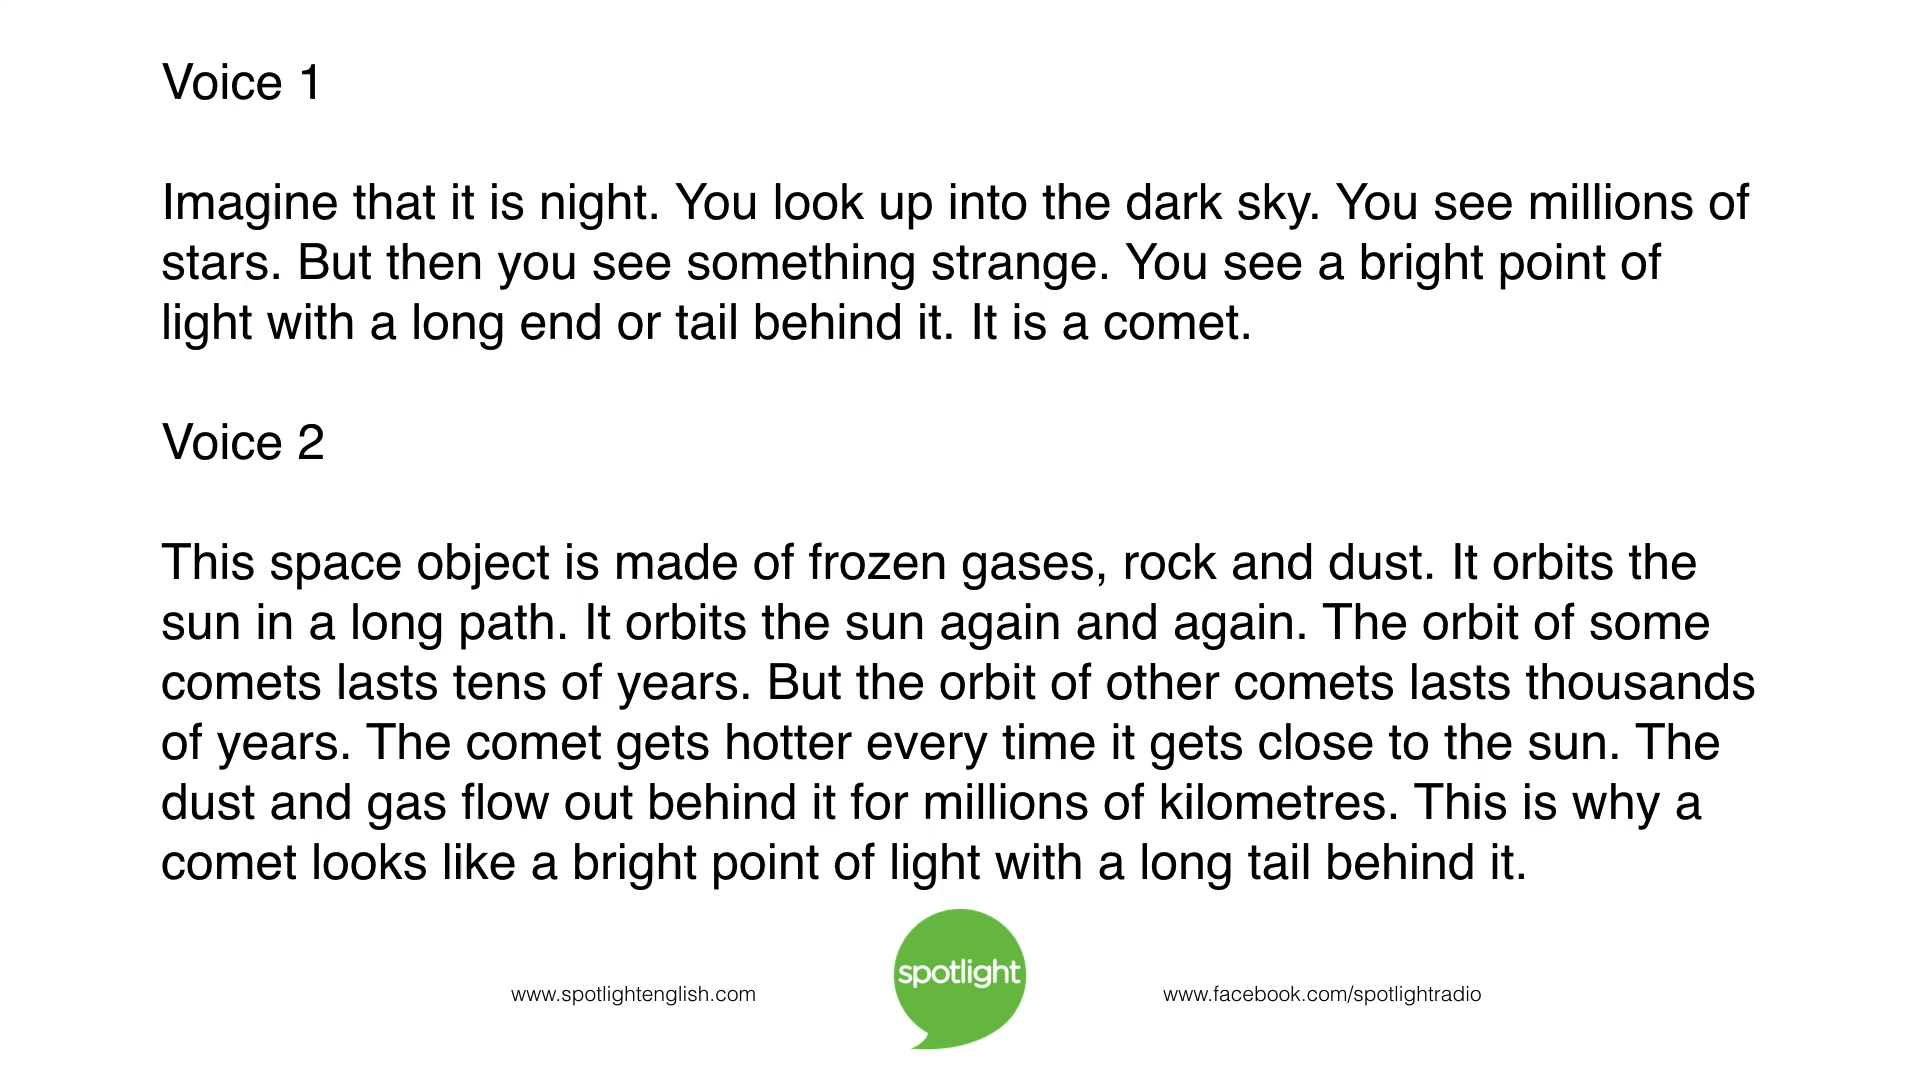 Voice 1
Imagine that it is night. You look up into the dark sky. You see millions of
stars. But then you see something strange. You see a bright point of
light with a long end or tail behind it. It is a comet.
Voice 2
This space object is made of frozen gases, rock and dust. It orbits the
sun in a long path. It orbits the sun again and again. The orbit of some
comets lasts tens of years. But the orbit of other comets lasts thousands
of years. The comet gets hotter every time it gets close to the sun. The
dust and gas flow out behind it for millions of kilometres. This is why a
comet looks like a bright point of light with a long tail behind it.
spotlight
www.spotlightenglish.com
www.facebook.com/spotlightradio